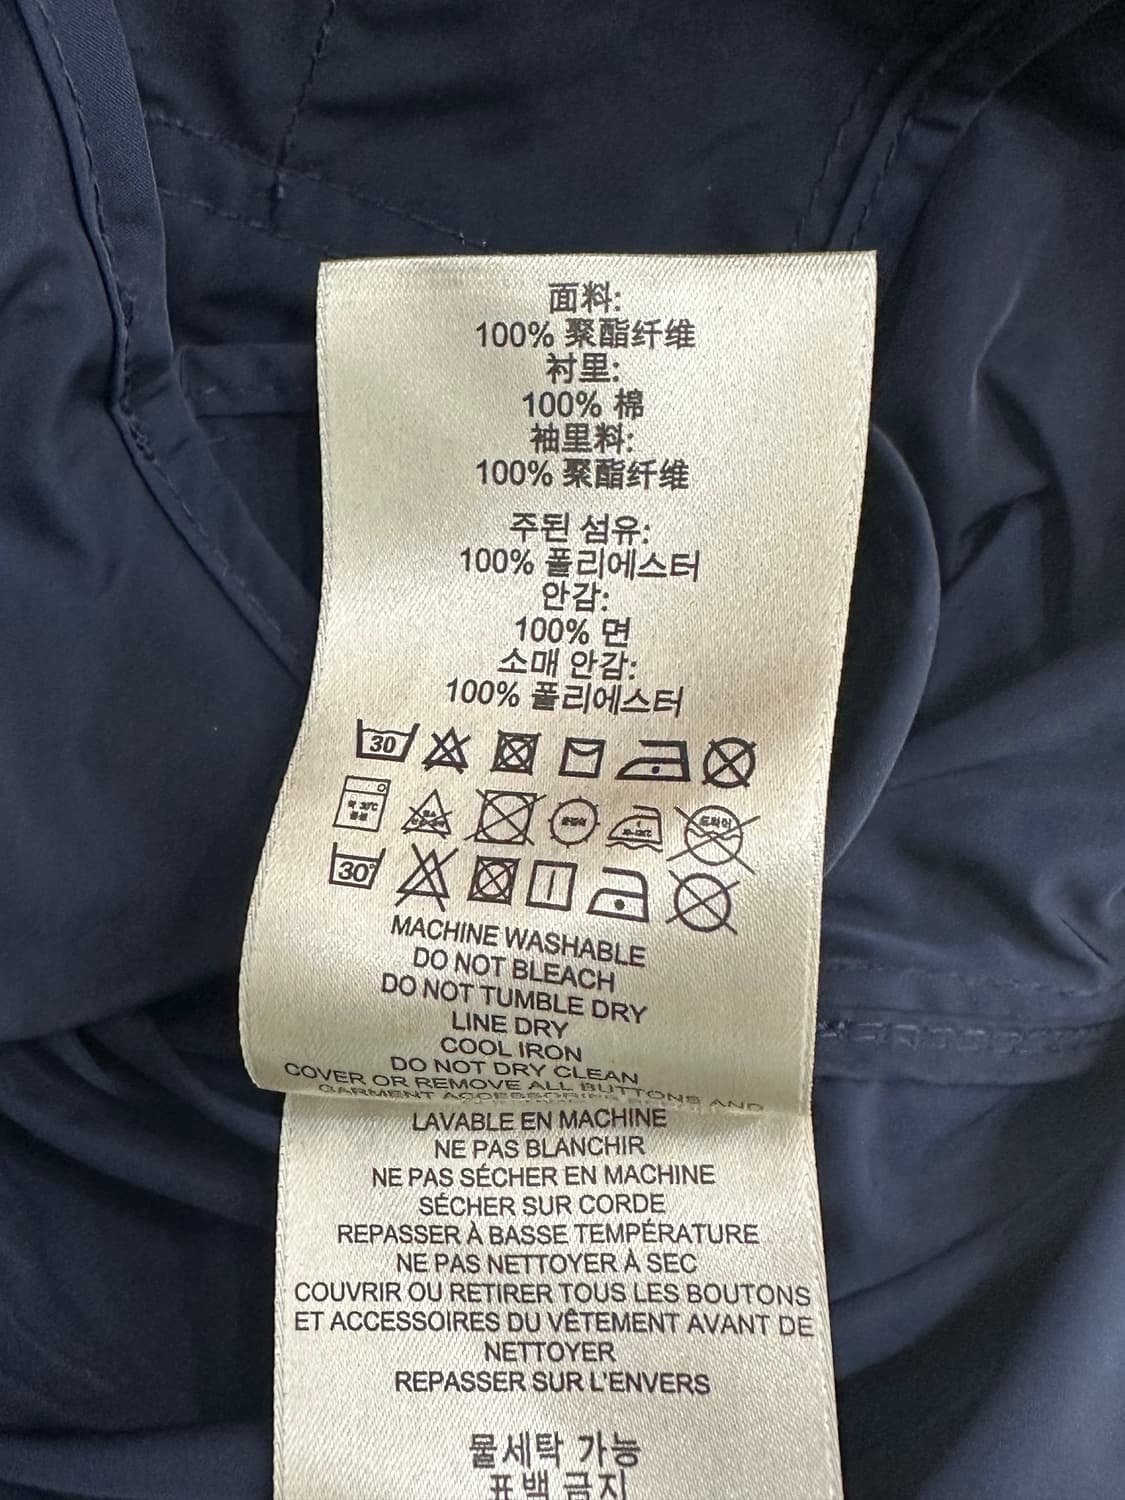 面料:
100% 聚酯纤维
衬里:
100% 棉
袖里料:
100% 聚酯纤维
주된 섬유:
100% 폴리에스터
안감:
100% 면
소매 안감:
100% 폴리에스터
30
약 30℃
중성
30
MACHINE WASHABLE
DO NOT BLEACH
DO NOT TUMBLE DRY
LINE DRY
COOL IRON
DO NOT DRY CLEAN
COVER OR REMOVE ALL BUTTONS AND
GARMENT ACCESSORIES
LAVABLE EN MACHINE
NE PAS BLANCHIR
NE PAS SÉCHER EN MACHINE
SÉCHER SUR CORDE
REPASSER À BASSE TEMPÉRATURE
NE PAS NETTOYER À SEC
COUVRIR OU RETIRER TOUS LES BOUTONS
ET ACCESSOIRES DU VÊTEMENT AVANT DE
NETTOYER
REPASSER SUR L'ENVERS
물세탁 가능
표백 금지